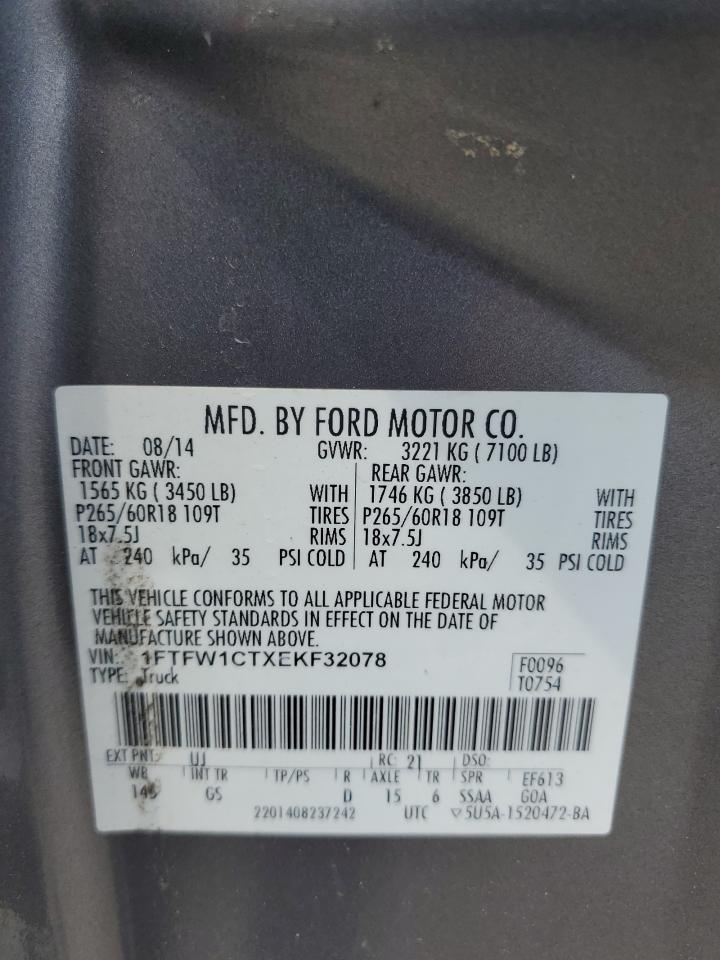 MFD. BY FORD MOTOR CO.
DATE: 08/14 GVWR: 3221 KG ( 7100 LB)
FRONT GAWR: REAR GAWR:
1565 KG ( 3450 LB) WITH 1746 KG ( 3850 LB) WITH
P265/60R18 109T TIRES P265/60R18 109T TIRES
18x7.5J RIMS 18x7.5J RIMS
AT 240 kPa/ 35 PSI COLD AT 240 kPa/ 35 PSI COLD
THIS VEHICLE CONFORMS TO ALL APPLICABLE FEDERAL MOTOR
VEHICLE SAFETY STANDARDS IN EFFECT ON THE DATE OF
MANUFACTURE SHOWN ABOVE.
VIN: 1FTFW1CTXEKF32078 F0096
TYPE: Truck T0754
EXT PNT: UJ RC: 21 DSO:
WB INT TR TP/PS R AXLE TR SPR EF613
145 GS D 15 6 SSAA GOA
2201408237242 UTC ▽5U5A-1520472-BA